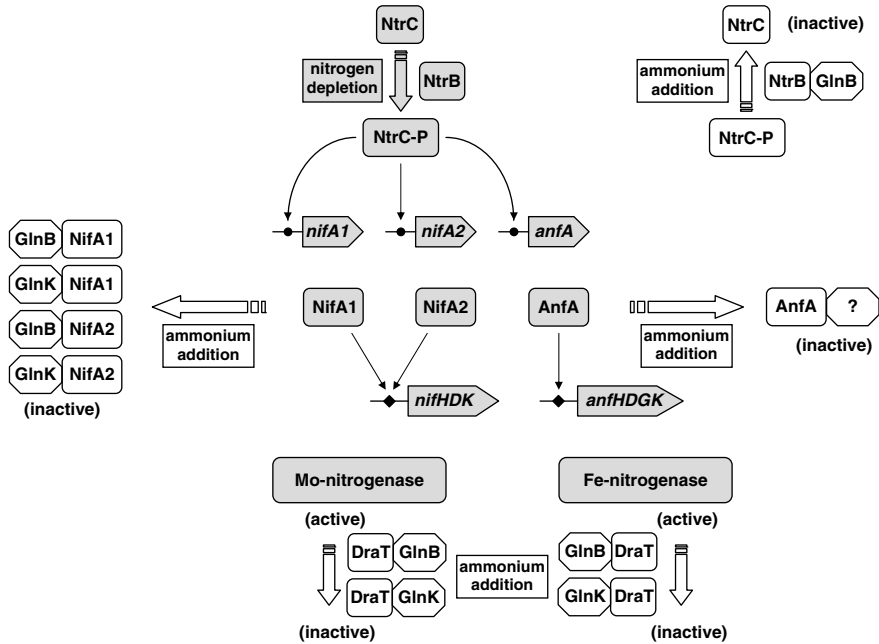 NtrC
nitrogen
depletion
NtrB
NtrC-P
NtrC
(inactive)
ammonium
addition
NtrB
GlnB
NtrC-P
nifA1
nifA2
anfA
GlnB
NifA1
GlnK
NifA1
GlnB
NifA2
GlnK
NifA2
(inactive)
ammonium
addition
NifA1
NifA2
AnfA
ammonium
addition
AnfA
?
(inactive)
nifHDK
anfHDGK
Mo-nitrogenase
(active)
Fe-nitrogenase
(active)
DraT
GlnB
DraT
GlnK
(inactive)
ammonium
addition
GlnB
DraT
GlnK
DraT
(inactive)